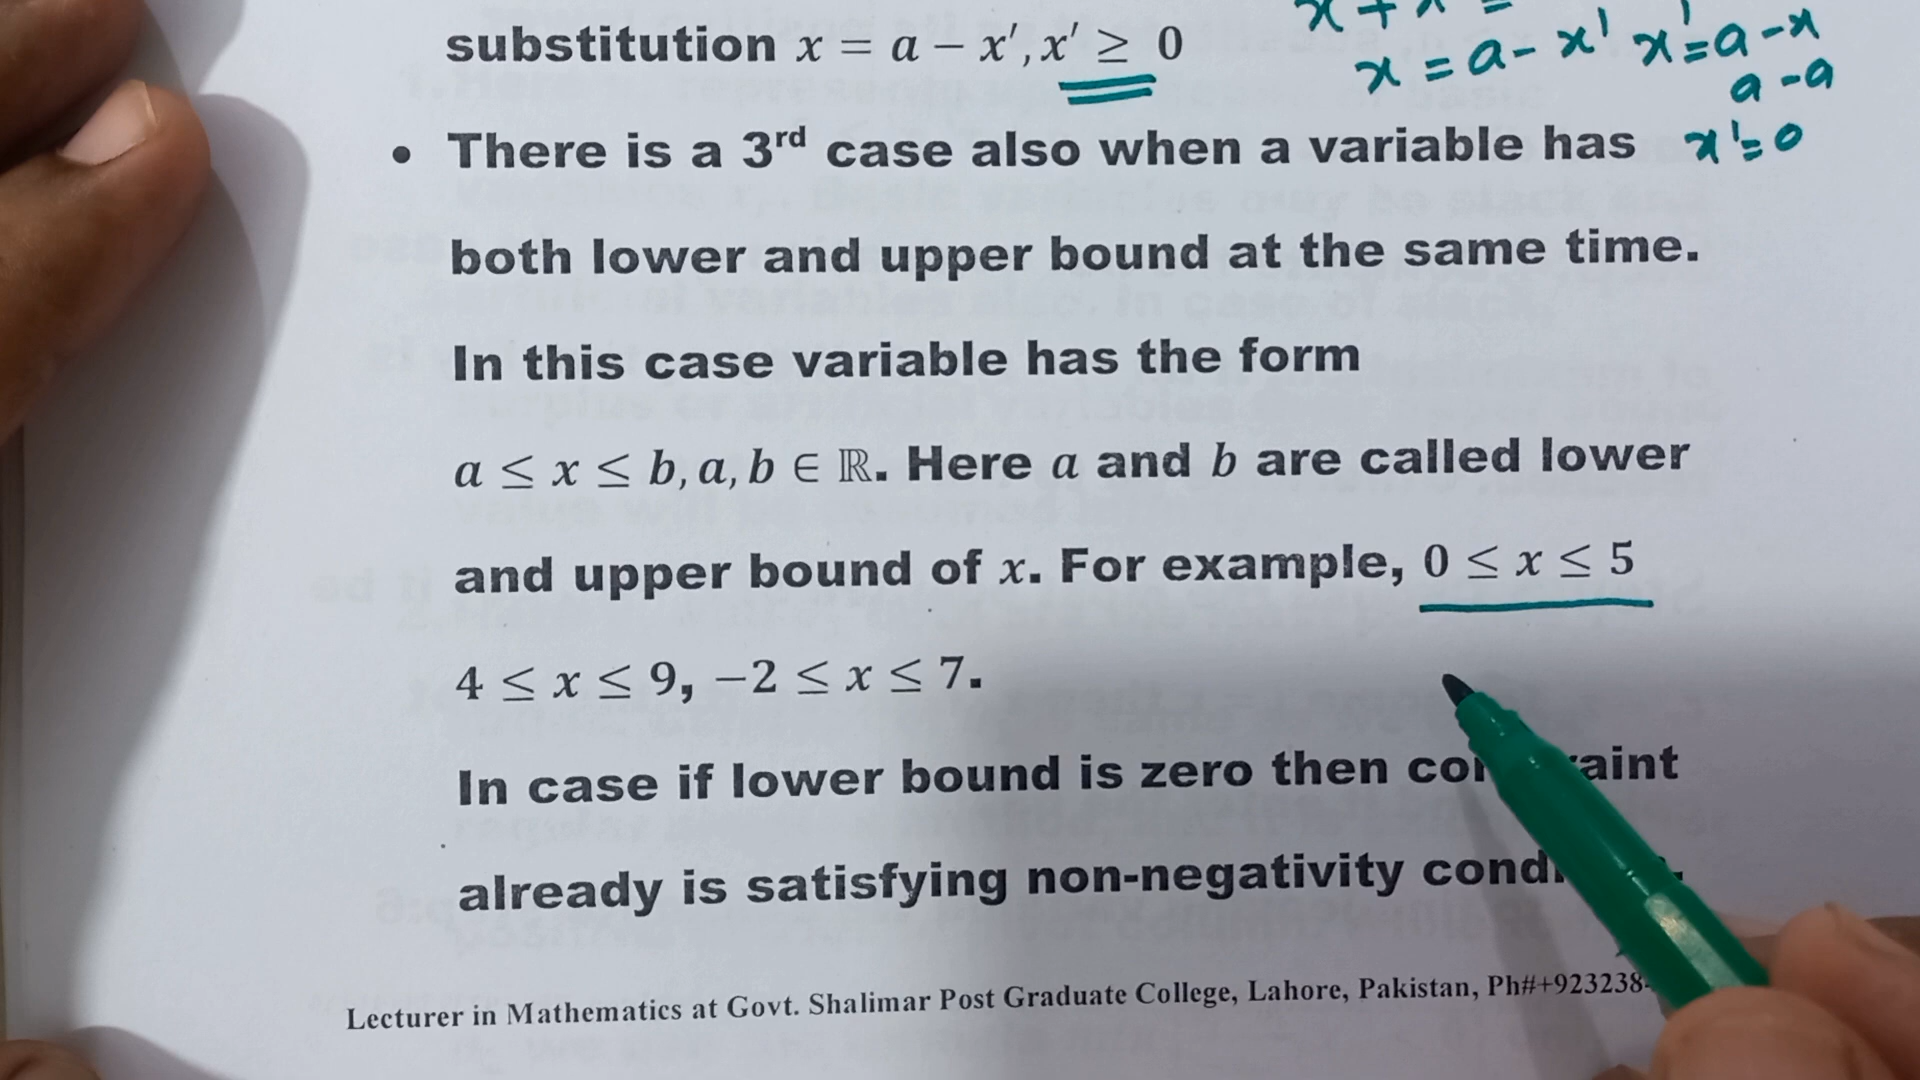 substitution x = a − x′, x′ ≥ 0
x = a - x' x' = a - x
a - a
• There is a 3rd case also when a variable has x' = 0
both lower and upper bound at the same time.
In this case variable has the form
a ≤ x ≤ b, a, b ∈ ℝ. Here a and b are called lower
and upper bound of x. For example, 0 ≤ x ≤ 5
4 ≤ x ≤ 9, −2 ≤ x ≤ 7.
In case if lower bound is zero then
already is satisfying non-negativity
Lecturer in Mathematics at Govt. Shalimar Post Graduate College, Lahore, Pakistan, Ph#+923238